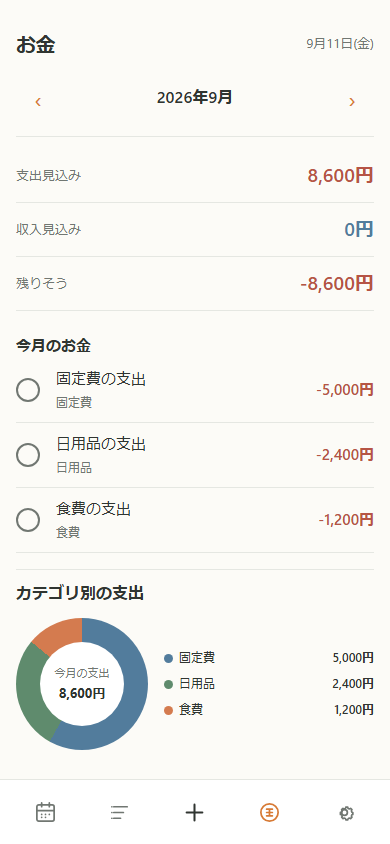 お金
9月11日(金)
‹ 2026年9月 ›
支出見込み 8,600円
収入見込み 0円
残りそう -8,600円
今月のお金
固定費の支出
固定費
-5,000円
日用品の支出
日用品
-2,400円
食費の支出
食費
-1,200円
カテゴリ別の支出
今月の支出
8,600円
固定費 5,000円
日用品 2,400円
食費 1,200円